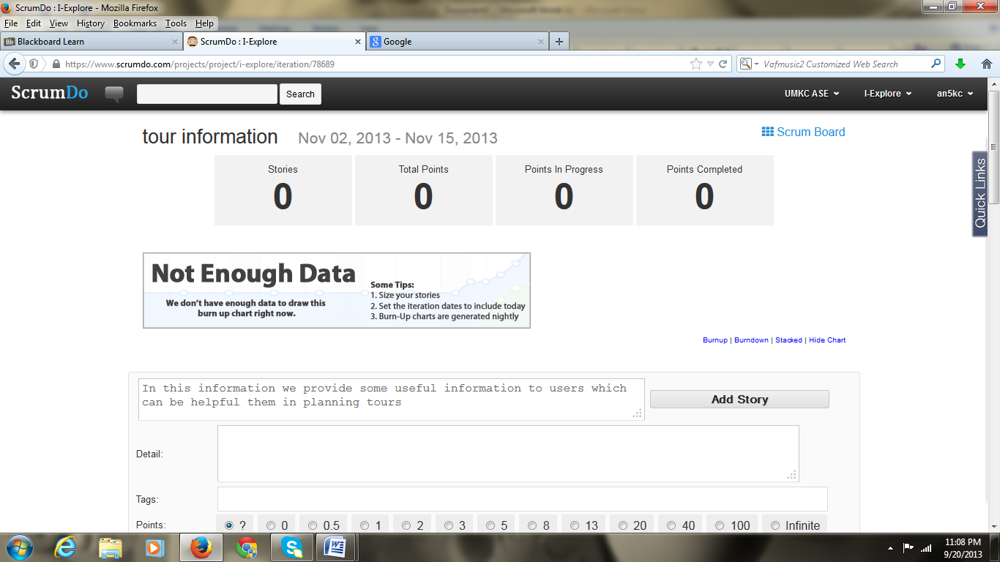 ScrumDo : I-Explore - Mozilla Firefox
File Edit View History Bookmarks Tools Help
Bb Blackboard Learn
ScrumDo : I-Explore
8 Google
https://www.scrumdo.com/projects/project/i-explore/iteration/78689
Vafmusic2 Customized Web Search
ScrumDo
Search
UMKC ASE
I-Explore
an5kc
tour information Nov 02, 2013 - Nov 15, 2013
Scrum Board
Stories Total Points Points In Progress Points Completed
0 0 0 0
Quick Links
Not Enough Data
We don't have enough data to draw this
burn up chart right now.
Some Tips:
1. Size your stories
2. Set the iteration dates to include today
3. Burn-Up charts are generated nightly
Burnup | Burndown | Stacked | Hide Chart
In this information we provide some useful information to users which
can be helpful them in planning tours
Add Story
Detail:
Tags:
Points: ? 0 0.5 1 2 3 5 8 13 20 40 100 Infinite
11:08 PM
9/20/2013